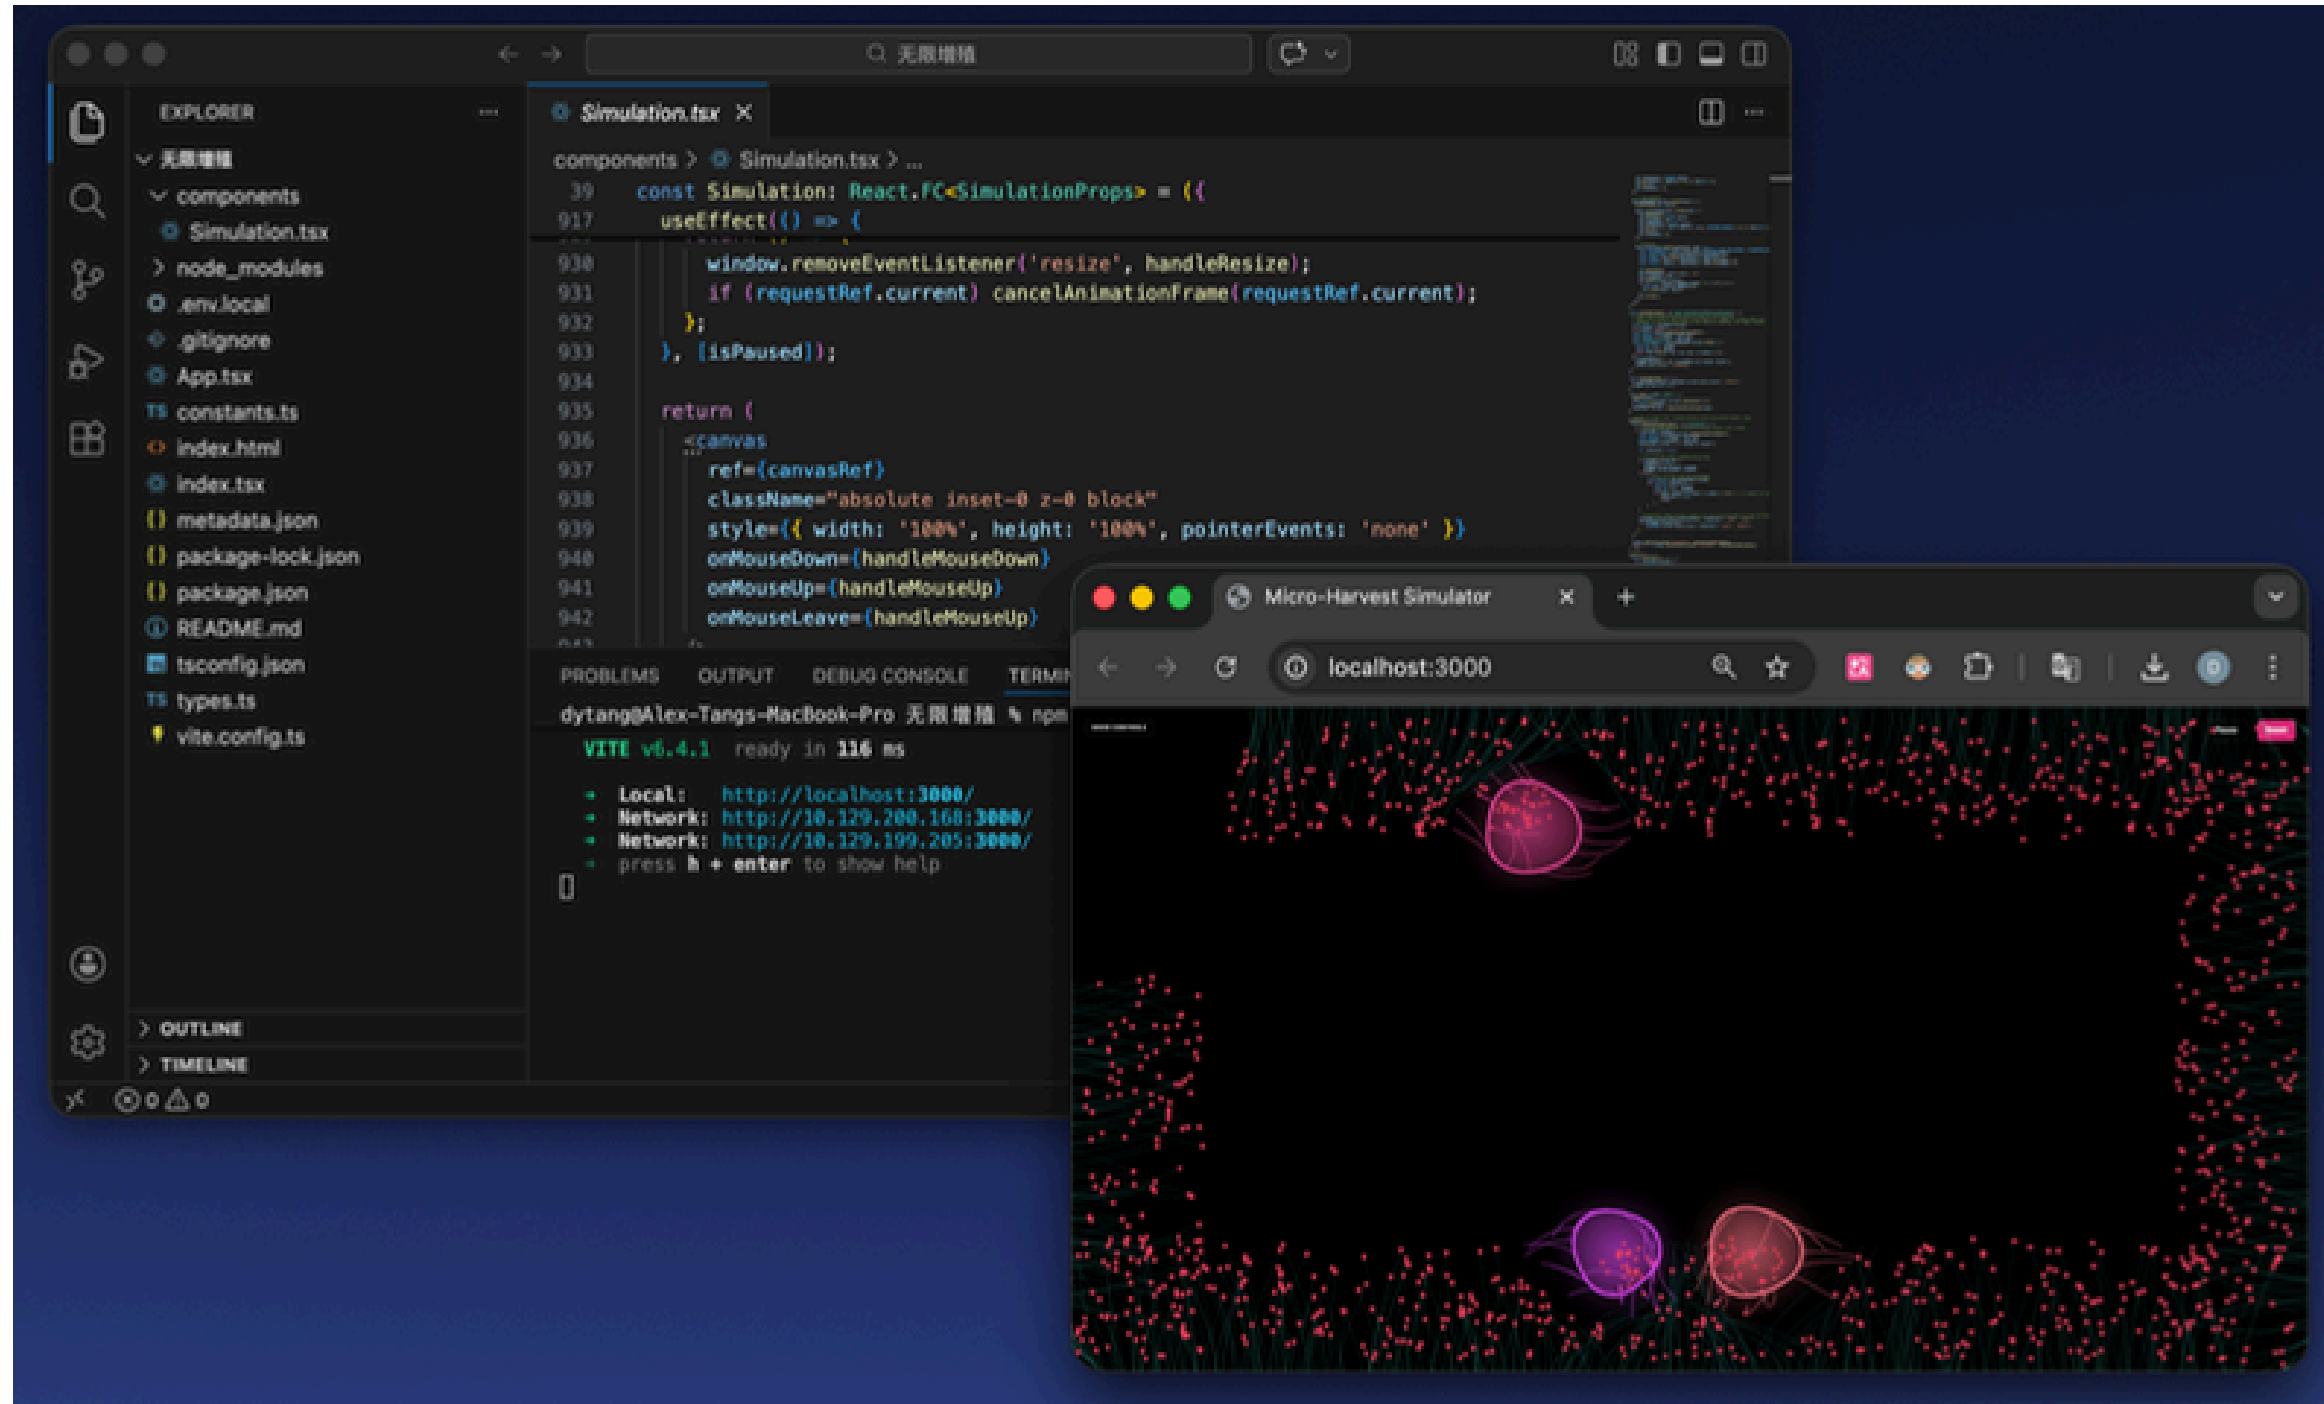 无限增殖
EXPLORER
无限增殖
components
Simulation.tsx
node_modules
.env.local
.gitignore
App.tsx
constants.ts
index.html
index.tsx
metadata.json
package-lock.json
package.json
README.md
tsconfig.json
types.ts
vite.config.ts
OUTLINE
TIMELINE
0 0
Simulation.tsx
components > Simulation.tsx > ...
39 const Simulation: React.FC<SimulationProps> = ({
917 useEffect(() => {
930 window.removeEventListener('resize', handleResize);
931 if (requestRef.current) cancelAnimationFrame(requestRef.current);
932 };
933 }, [isPaused]);
934
935 return (
936 <canvas
937 ref={canvasRef}
938 className="absolute inset-0 z-0 block"
939 style={{ width: '100%', height: '100%', pointerEvents: 'none' }}
940 onMouseDown={handleMouseDown}
941 onMouseUp={handleMouseUp}
942 onMouseLeave={handleMouseUp}
PROBLEMS OUTPUT DEBUG CONSOLE TERMIN
dytang@Alex-Tangs-MacBook-Pro 无限增殖 % npm
VITE v6.4.1 ready in 116 ms
➜ Local: http://localhost:3000/
➜ Network: http://10.129.200.168:3000/
➜ Network: http://10.129.199.205:3000/
➜ press h + enter to show help
Micro-Harvest Simulator
localhost:3000